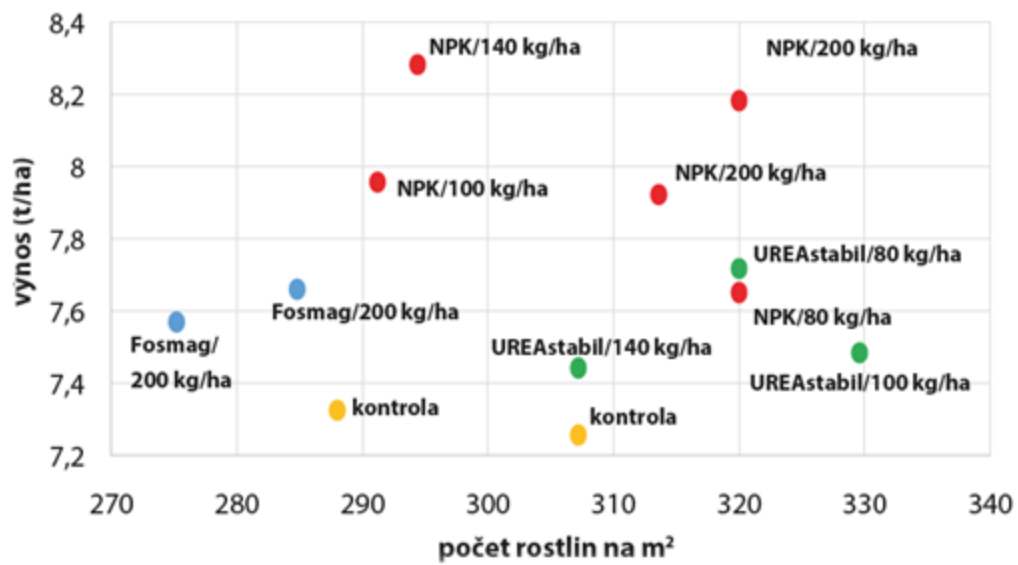 8,4
8,2
8
7,8
7,6
7,4
7,2
výnos (t/ha)
NPK/140 kg/ha
NPK/200 kg/ha
NPK/100 kg/ha
NPK/200 kg/ha
UREAstabil/80 kg/ha
NPK/80 kg/ha
Fosmag/200 kg/ha
Fosmag/
200 kg/ha
UREAstabil/140 kg/ha
UREAstabil/100 kg/ha
kontrola
kontrola
270 280 290 300 310 320 330 340
počet rostlin na m²